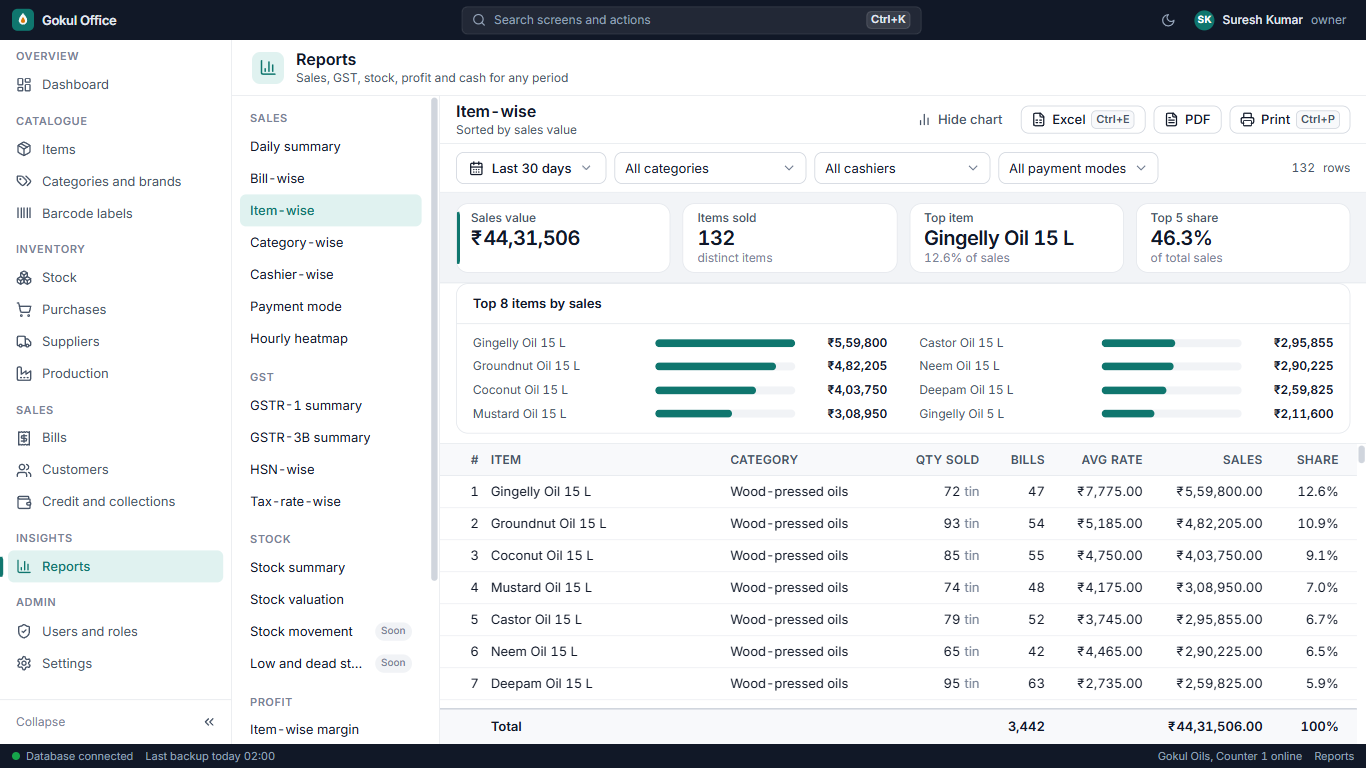 Gokul Office
Search screens and actions Ctrl+K
SK Suresh Kumar owner
OVERVIEW
Dashboard
CATALOGUE
Items
Categories and brands
Barcode labels
INVENTORY
Stock
Purchases
Suppliers
Production
SALES
Bills
Customers
Credit and collections
INSIGHTS
Reports
ADMIN
Users and roles
Settings
Collapse
Reports
Sales, GST, stock, profit and cash for any period
SALES
Daily summary
Bill-wise
Item-wise
Category-wise
Cashier-wise
Payment mode
Hourly heatmap
GST
GSTR-1 summary
GSTR-3B summary
HSN-wise
Tax-rate-wise
STOCK
Stock summary
Stock valuation
Stock movement Soon
Low and dead st... Soon
PROFIT
Item-wise margin
Item-wise
Sorted by sales value
Hide chart Excel Ctrl+E PDF Print Ctrl+P
Last 30 days All categories All cashiers All payment modes 132 rows
Sales value
₹44,31,506
Items sold
132
distinct items
Top item
Gingelly Oil 15 L
12.6% of sales
Top 5 share
46.3%
of total sales
Top 8 items by sales
Gingelly Oil 15 L ₹5,59,800
Groundnut Oil 15 L ₹4,82,205
Coconut Oil 15 L ₹4,03,750
Mustard Oil 15 L ₹3,08,950
Castor Oil 15 L ₹2,95,855
Neem Oil 15 L ₹2,90,225
Deepam Oil 15 L ₹2,59,825
Gingelly Oil 5 L ₹2,11,600
# ITEM CATEGORY QTY SOLD BILLS AVG RATE SALES SHARE
1 Gingelly Oil 15 L Wood-pressed oils 72 tin 47 ₹7,775.00 ₹5,59,800.00 12.6%
2 Groundnut Oil 15 L Wood-pressed oils 93 tin 54 ₹5,185.00 ₹4,82,205.00 10.9%
3 Coconut Oil 15 L Wood-pressed oils 85 tin 55 ₹4,750.00 ₹4,03,750.00 9.1%
4 Mustard Oil 15 L Wood-pressed oils 74 tin 48 ₹4,175.00 ₹3,08,950.00 7.0%
5 Castor Oil 15 L Wood-pressed oils 79 tin 52 ₹3,745.00 ₹2,95,855.00 6.7%
6 Neem Oil 15 L Wood-pressed oils 65 tin 42 ₹4,465.00 ₹2,90,225.00 6.5%
7 Deepam Oil 15 L Wood-pressed oils 95 tin 63 ₹2,735.00 ₹2,59,825.00 5.9%
Total 3,442 ₹44,31,506.00 100%
Database connected Last backup today 02:00
Gokul Oils, Counter 1 online Reports